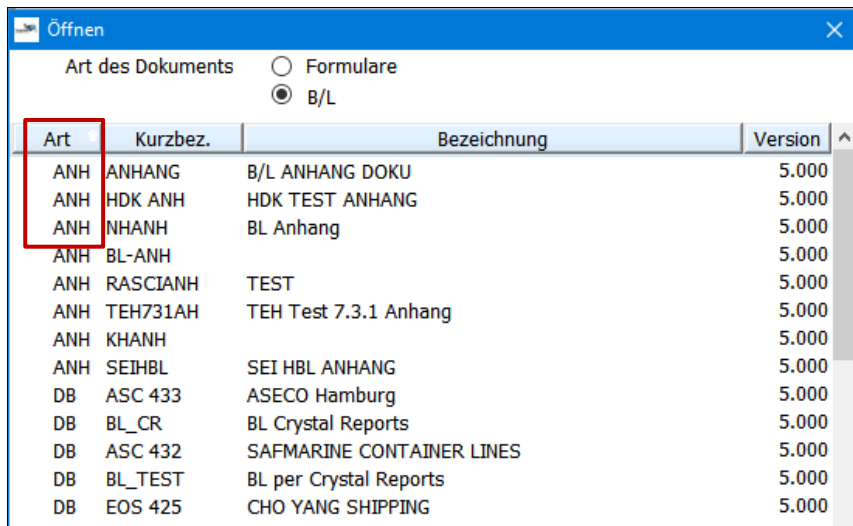 Öffnen
Art des Dokuments Formulare
B/L
Art Kurzbez. Bezeichnung Version
ANH ANHANG B/L ANHANG DOKU 5.000
ANH HDK ANH HDK TEST ANHANG 5.000
ANH NHANH BL Anhang 5.000
ANH BL-ANH 5.000
ANH RASCIANH TEST 5.000
ANH TEH731AH TEH Test 7.3.1 Anhang 5.000
ANH KHANH 5.000
ANH SEIHBL SEI HBL ANHANG 5.000
DB ASC 433 ASECO Hamburg 5.000
DB BL_CR BL Crystal Reports 5.000
DB ASC 432 SAFMARINE CONTAINER LINES 5.000
DB BL_TEST BL per Crystal Reports 5.000
DB EOS 425 CHO YANG SHIPPING 5.000